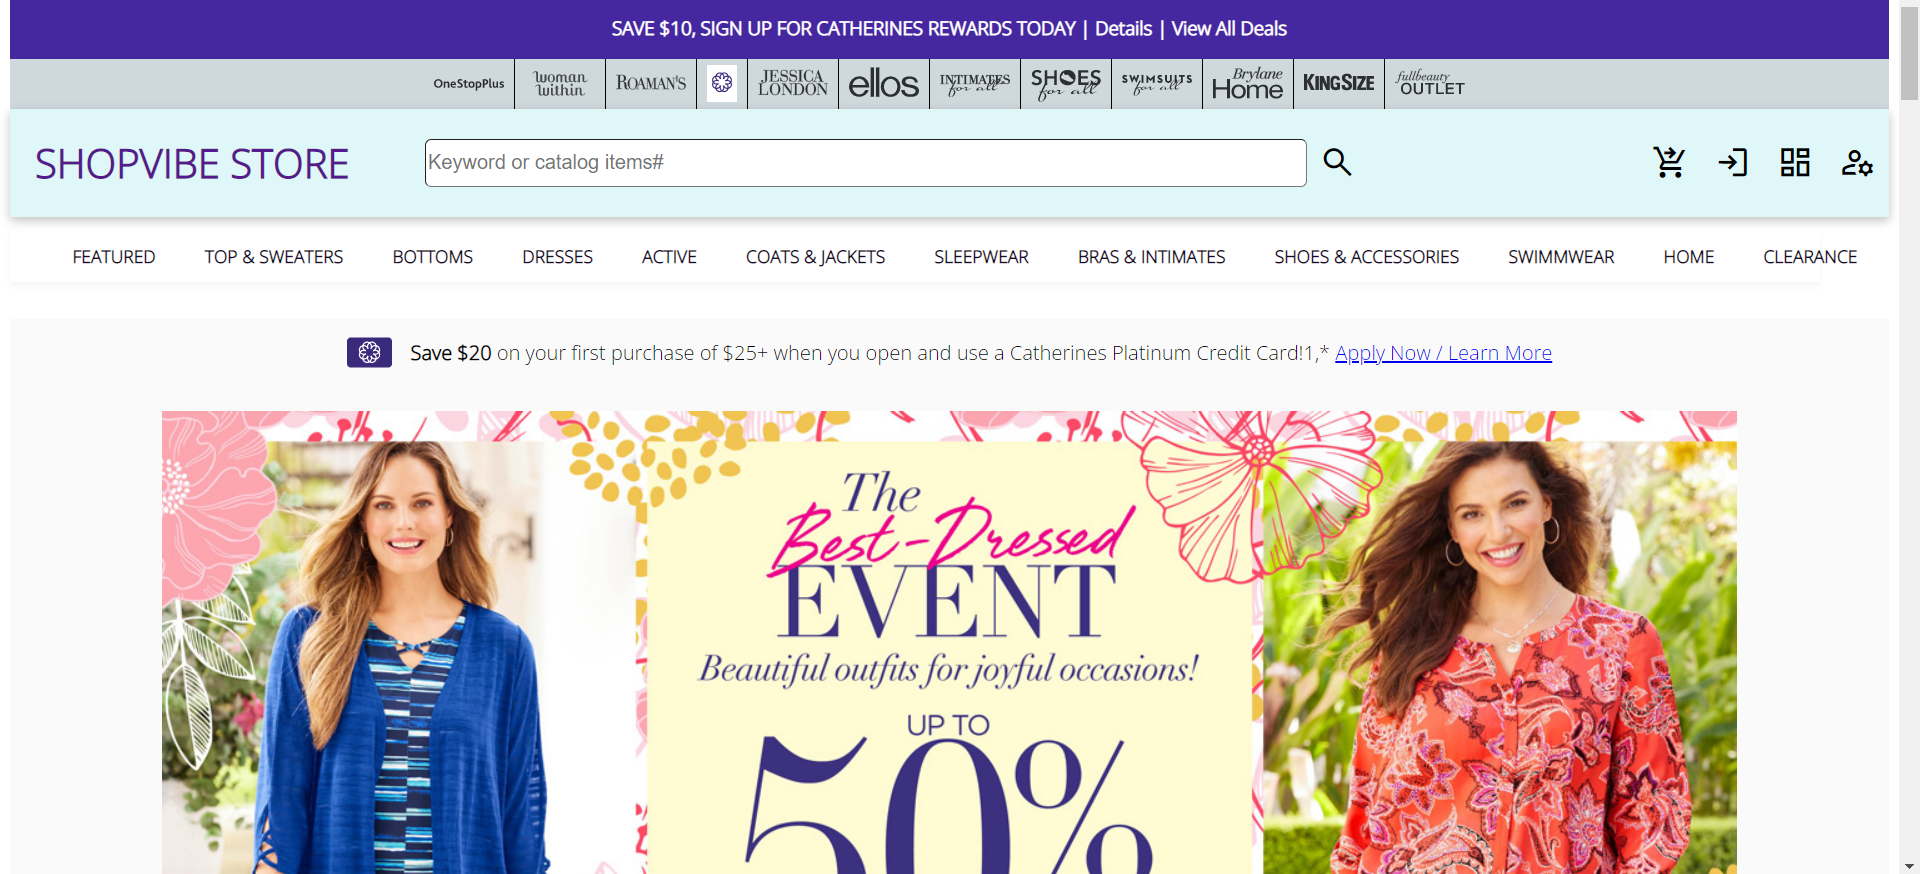 SAVE $10, SIGN UP FOR CATHERINES REWARDS TODAY | Details | View All Deals
OneStopPlus
woman within
ROAMAN'S
JESSICA LONDON
ellos
INTIMATES for all
SHOES for all
SWIMSUITS for all
Brylane Home
KINGSIZE
fullbeauty OUTLET
SHOPVIBE STORE
Keyword or catalog items#
FEATURED TOP & SWEATERS BOTTOMS DRESSES ACTIVE COATS & JACKETS SLEEPWEAR BRAS & INTIMATES SHOES & ACCESSORIES SWIMMWEAR HOME CLEARANCE
Save $20 on your first purchase of $25+ when you open and use a Catherines Platinum Credit Card!1,* Apply Now / Learn More
The
Best-Dressed
EVENT
Beautiful outfits for joyful occasions!
UP TO
50%